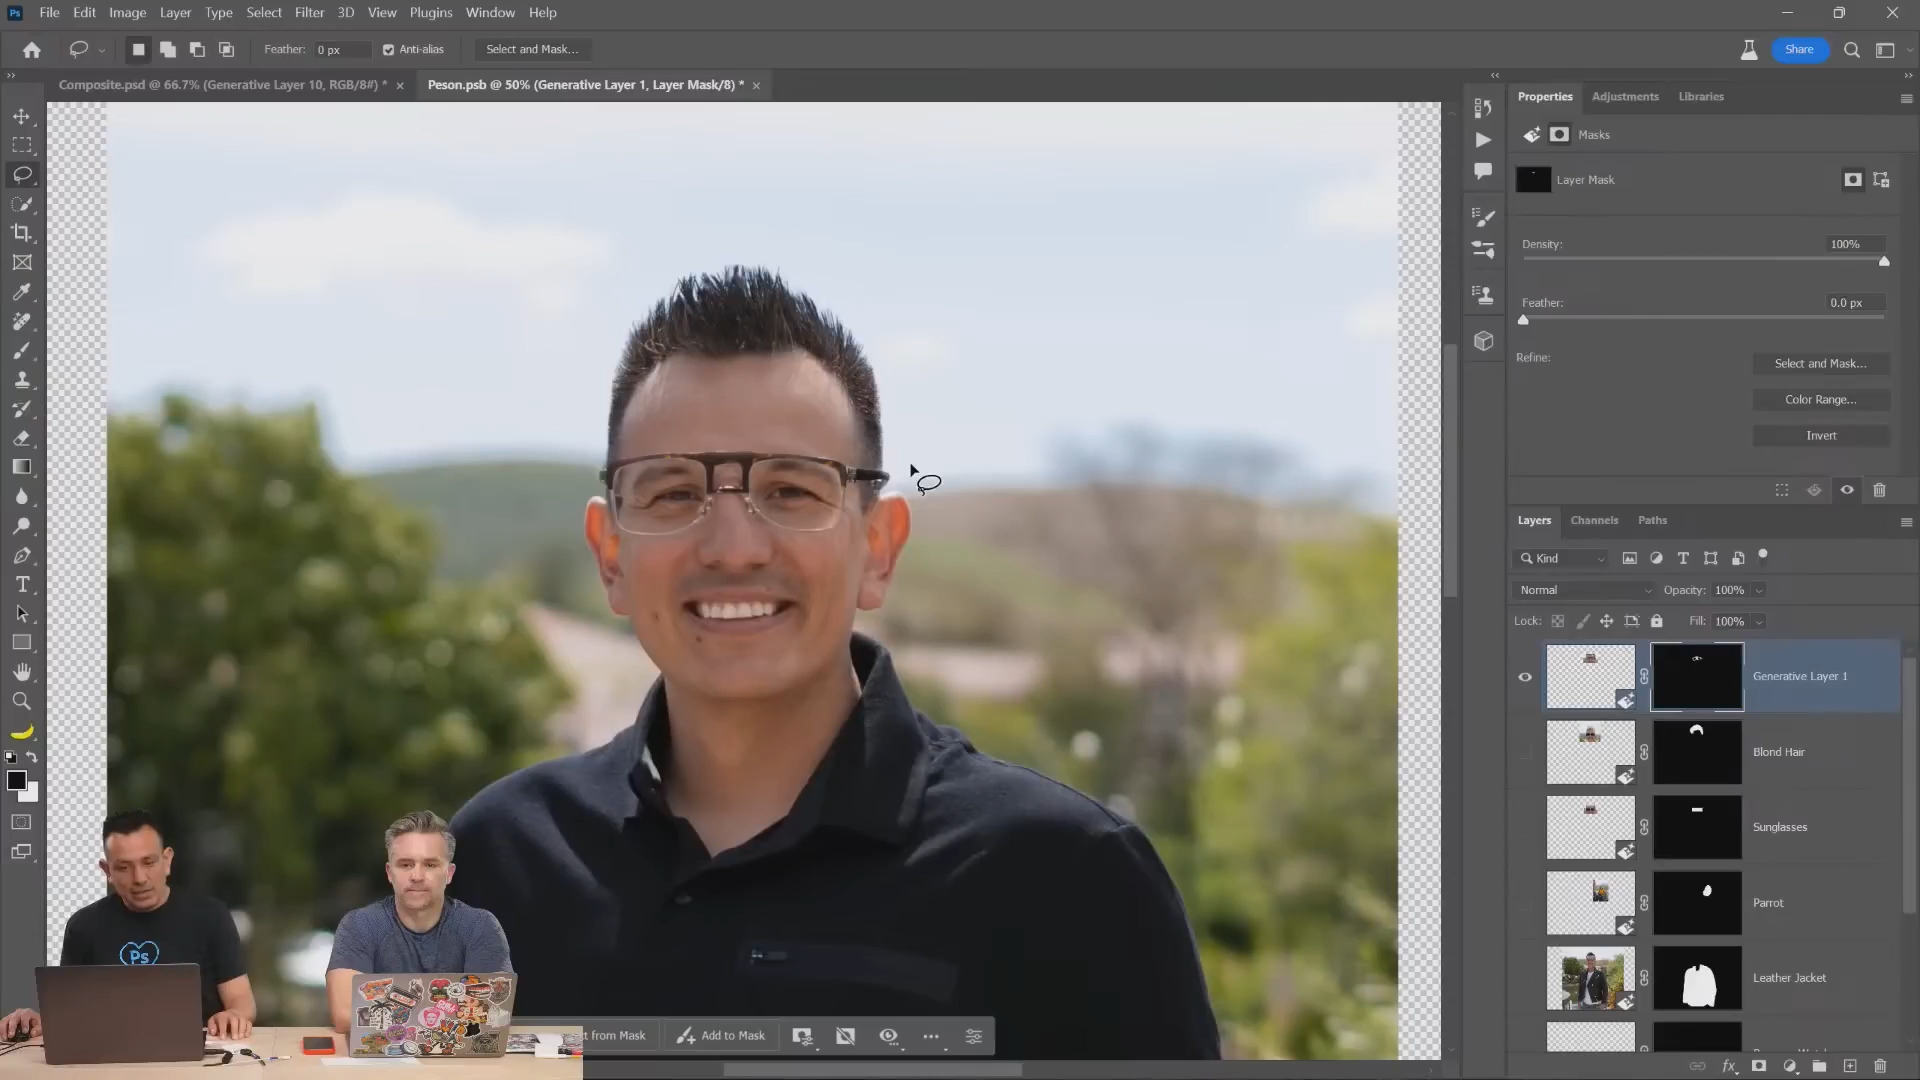 Ps File Edit Image Layer Type Select Filter 3D View Plugins Window Help
Feather: 0 px Anti-alias Select and Mask... Share
Composite.psd @ 66.7% (Generative Layer 10, RGB/8#) * × Peson.psb @ 50% (Generative Layer 1, Layer Mask/8) * ×
Properties Adjustments Libraries
Masks
Layer Mask
Density: 100%
Feather: 0.0 px
Refine:
Select and Mask...
Color Range...
Invert
Layers Channels Paths
Kind
Normal Opacity: 100%
Lock: Fill: 100%
Generative Layer 1
Blond Hair
Sunglasses
Parrot
Leather Jacket
Ps
from Mask Add to Mask
fx